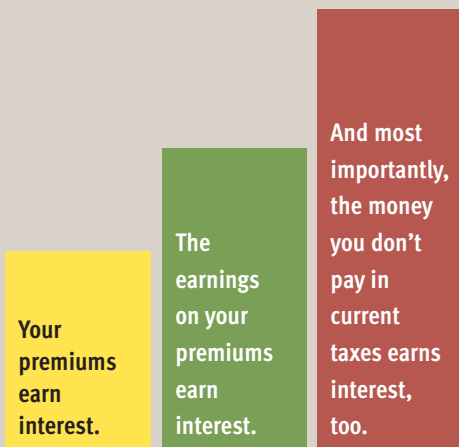 Your
premiums
earn
interest.
The
earnings
on your
premiums
earn
interest.
And most
importantly,
the money
you don’t
pay in
current
taxes earns
interest,
too.